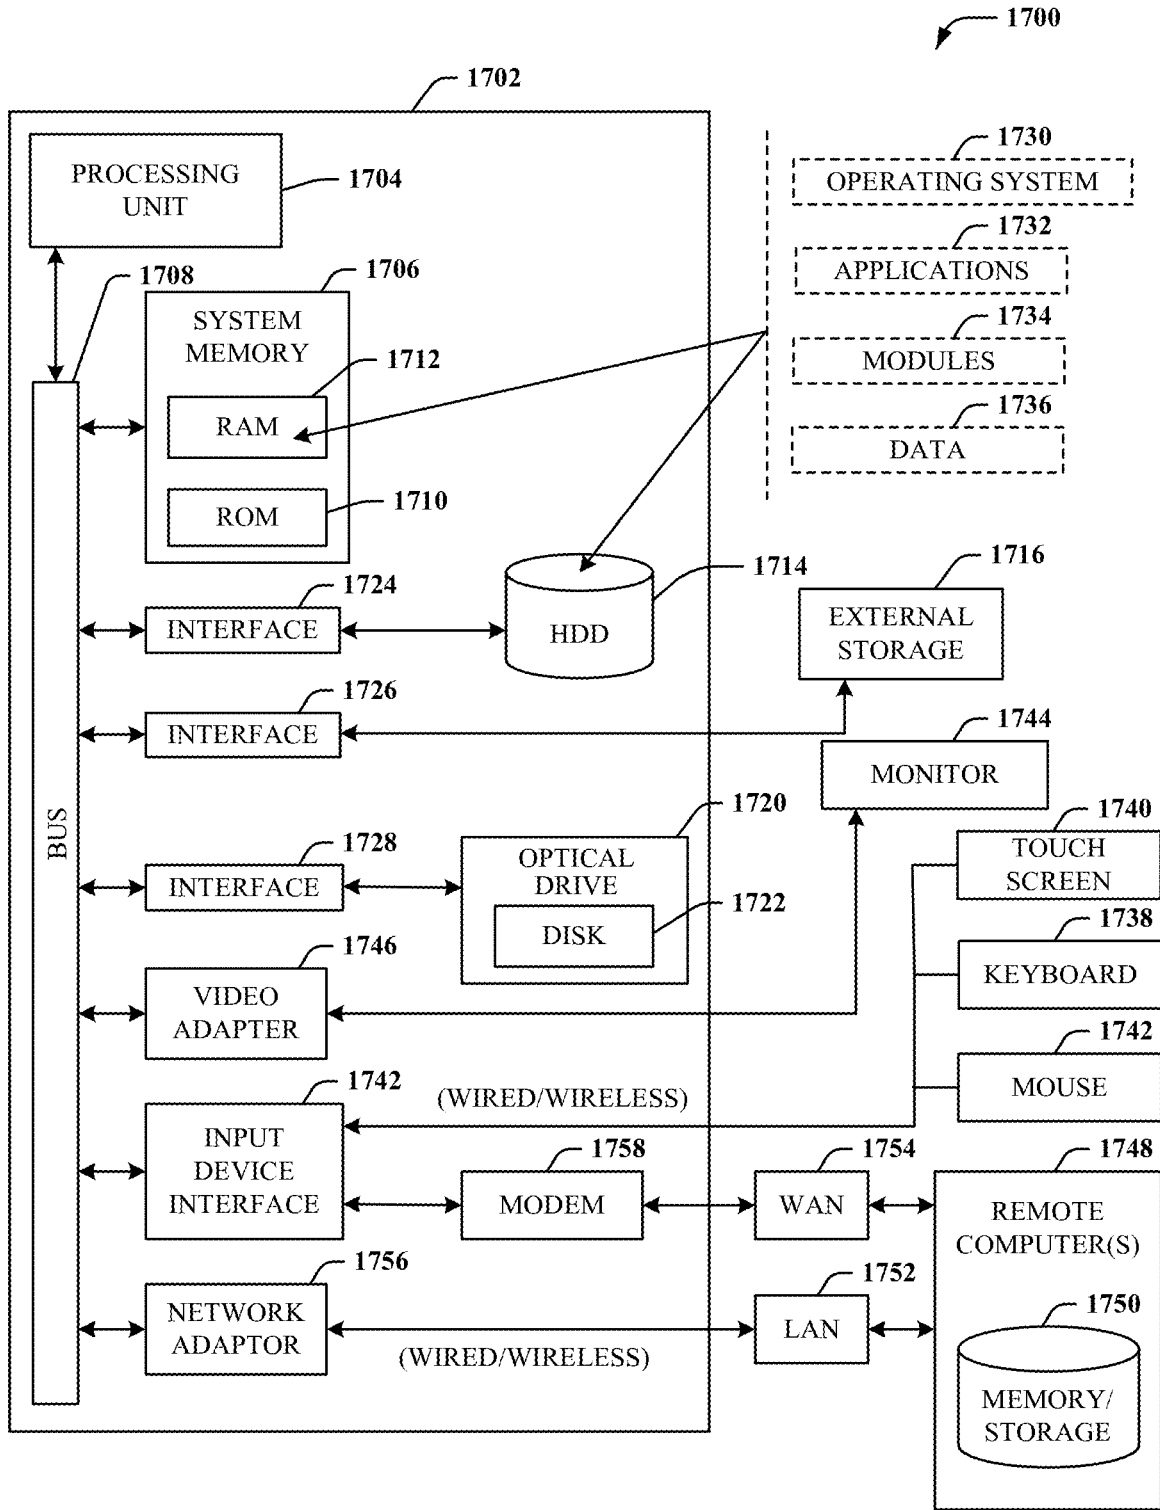 1700
1702
PROCESSING
UNIT
1704
1730
OPERATING SYSTEM
1732
APPLICATIONS
1734
MODULES
1736
DATA
1708
1706
SYSTEM
MEMORY
1712
RAM
1710
ROM
1724
INTERFACE
1714
HDD
1716
EXTERNAL
STORAGE
1726
INTERFACE
1744
MONITOR
BUS
1728
INTERFACE
1720
OPTICAL
DRIVE
1722
DISK
1740
TOUCH
SCREEN
1738
KEYBOARD
1746
VIDEO
ADAPTER
1742
MOUSE
1742
INPUT
DEVICE
INTERFACE
(WIRED/WIRELESS)
1758
MODEM
1754
WAN
1748
REMOTE
COMPUTER(S)
1756
NETWORK
ADAPTOR
(WIRED/WIRELESS)
1752
LAN
1750
MEMORY/
STORAGE